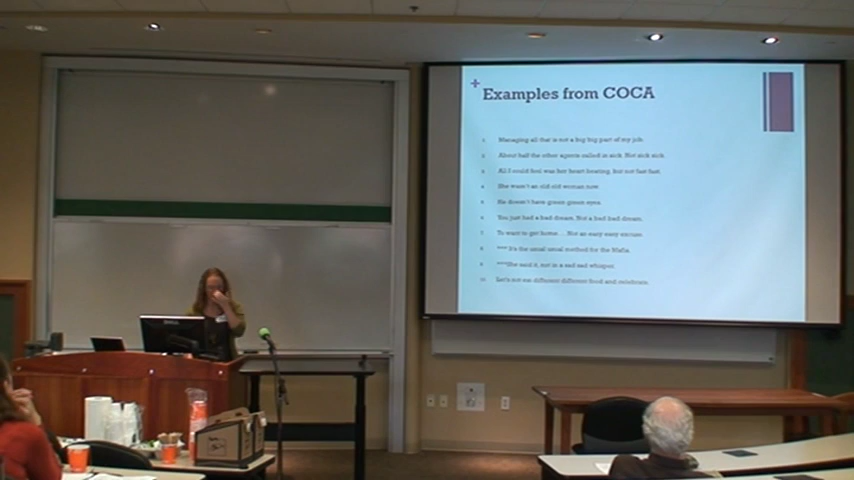 +
Examples from COCA
1 Managing all that is not a big big part of my job.
2 About half the other agents called in sick. Not sick sick.
3 All I could feel was her heart beating, but not fast fast.
4 She wasn't an old old woman now
5 He doesn't have green green eyes.
6 You just had a bad dream. Not a bad bad dream.
7 To want to get home . . . Not an easy easy excuse.
8 *** It's the usual usual method for the Mafia.
9 ***She said it, not in a sad sad whisper.
10 Let's not eat different different food and celebrate.